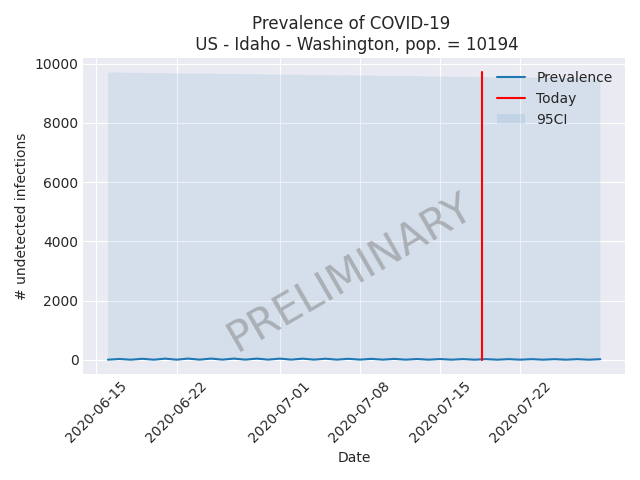 Prevalence of COVID-19
US - Idaho - Washington, pop. = 10194
# undetected infections
10000
8000
6000
4000
2000
0
Prevalence
Today
95CI
PRELIMINARY
2020-06-15
2020-06-22
2020-07-01
2020-07-08
2020-07-15
2020-07-22
Date